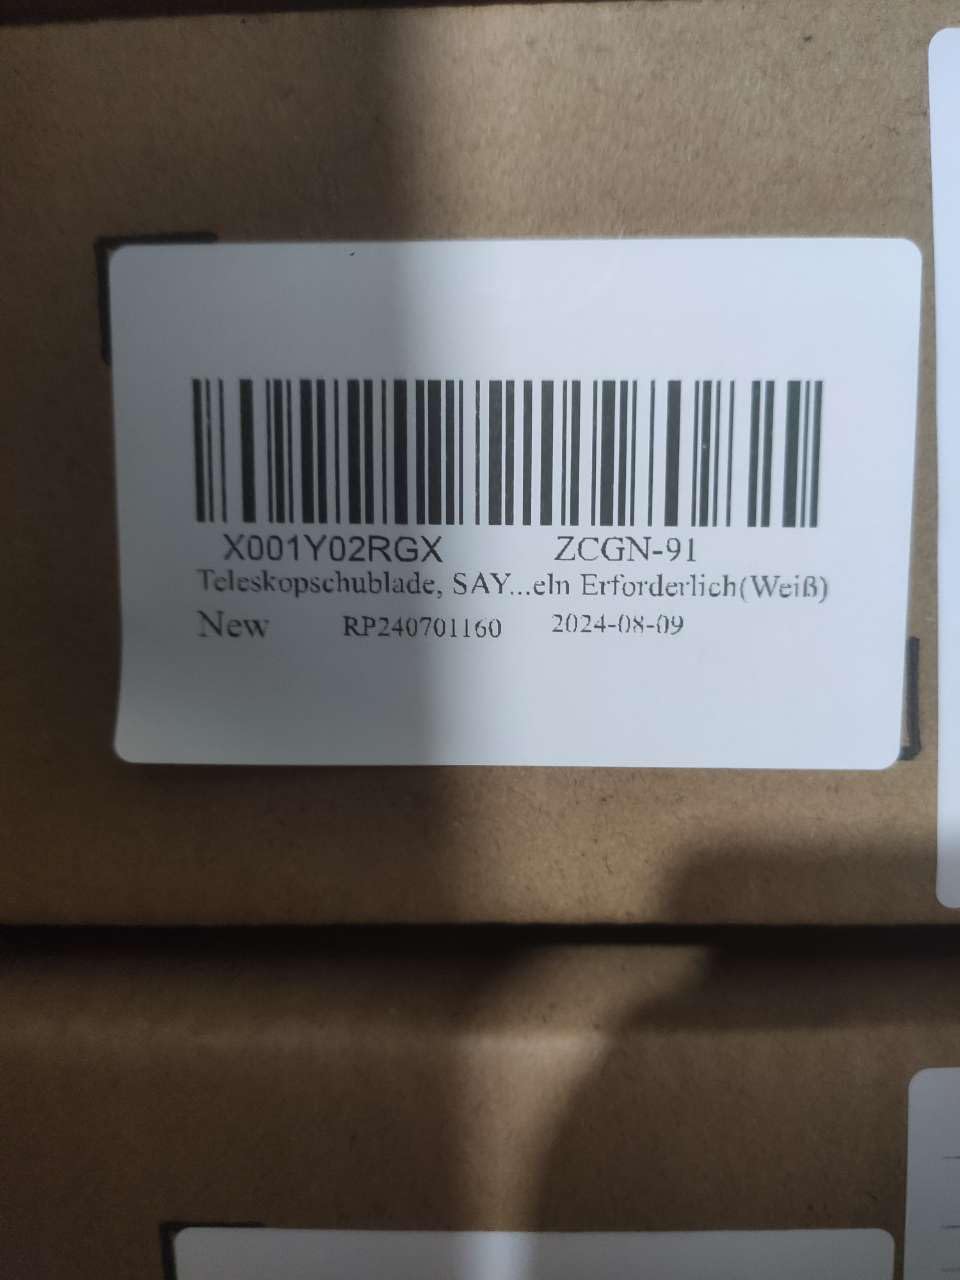 X001Y02RGX ZCGN-91
Teleskopschublade, SAY...eln Erforderlich(Weiß)
New RP240701160 2024-08-09